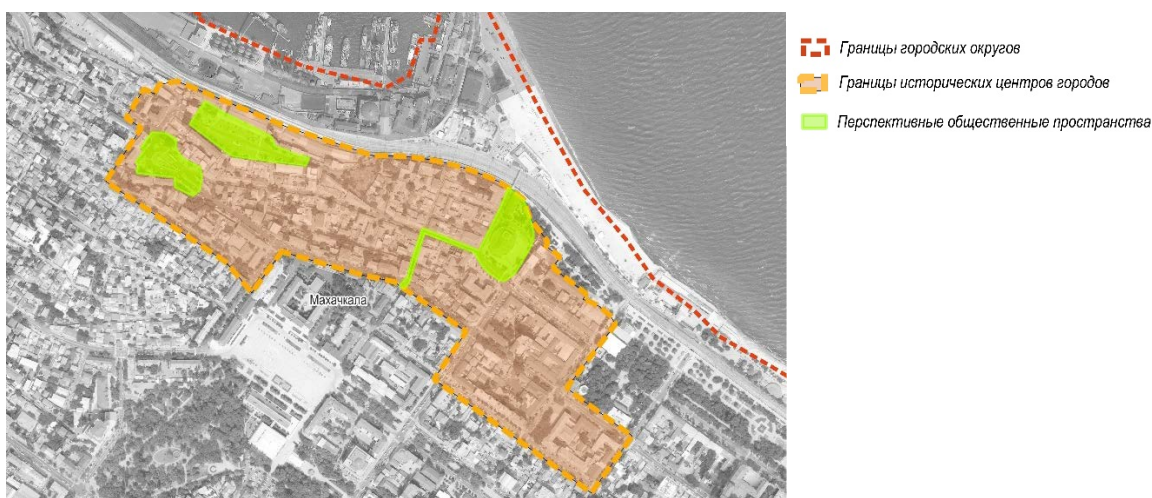 Границы городских округов
Границы исторических центров городов
Перспективные общественные пространства
Махачкала